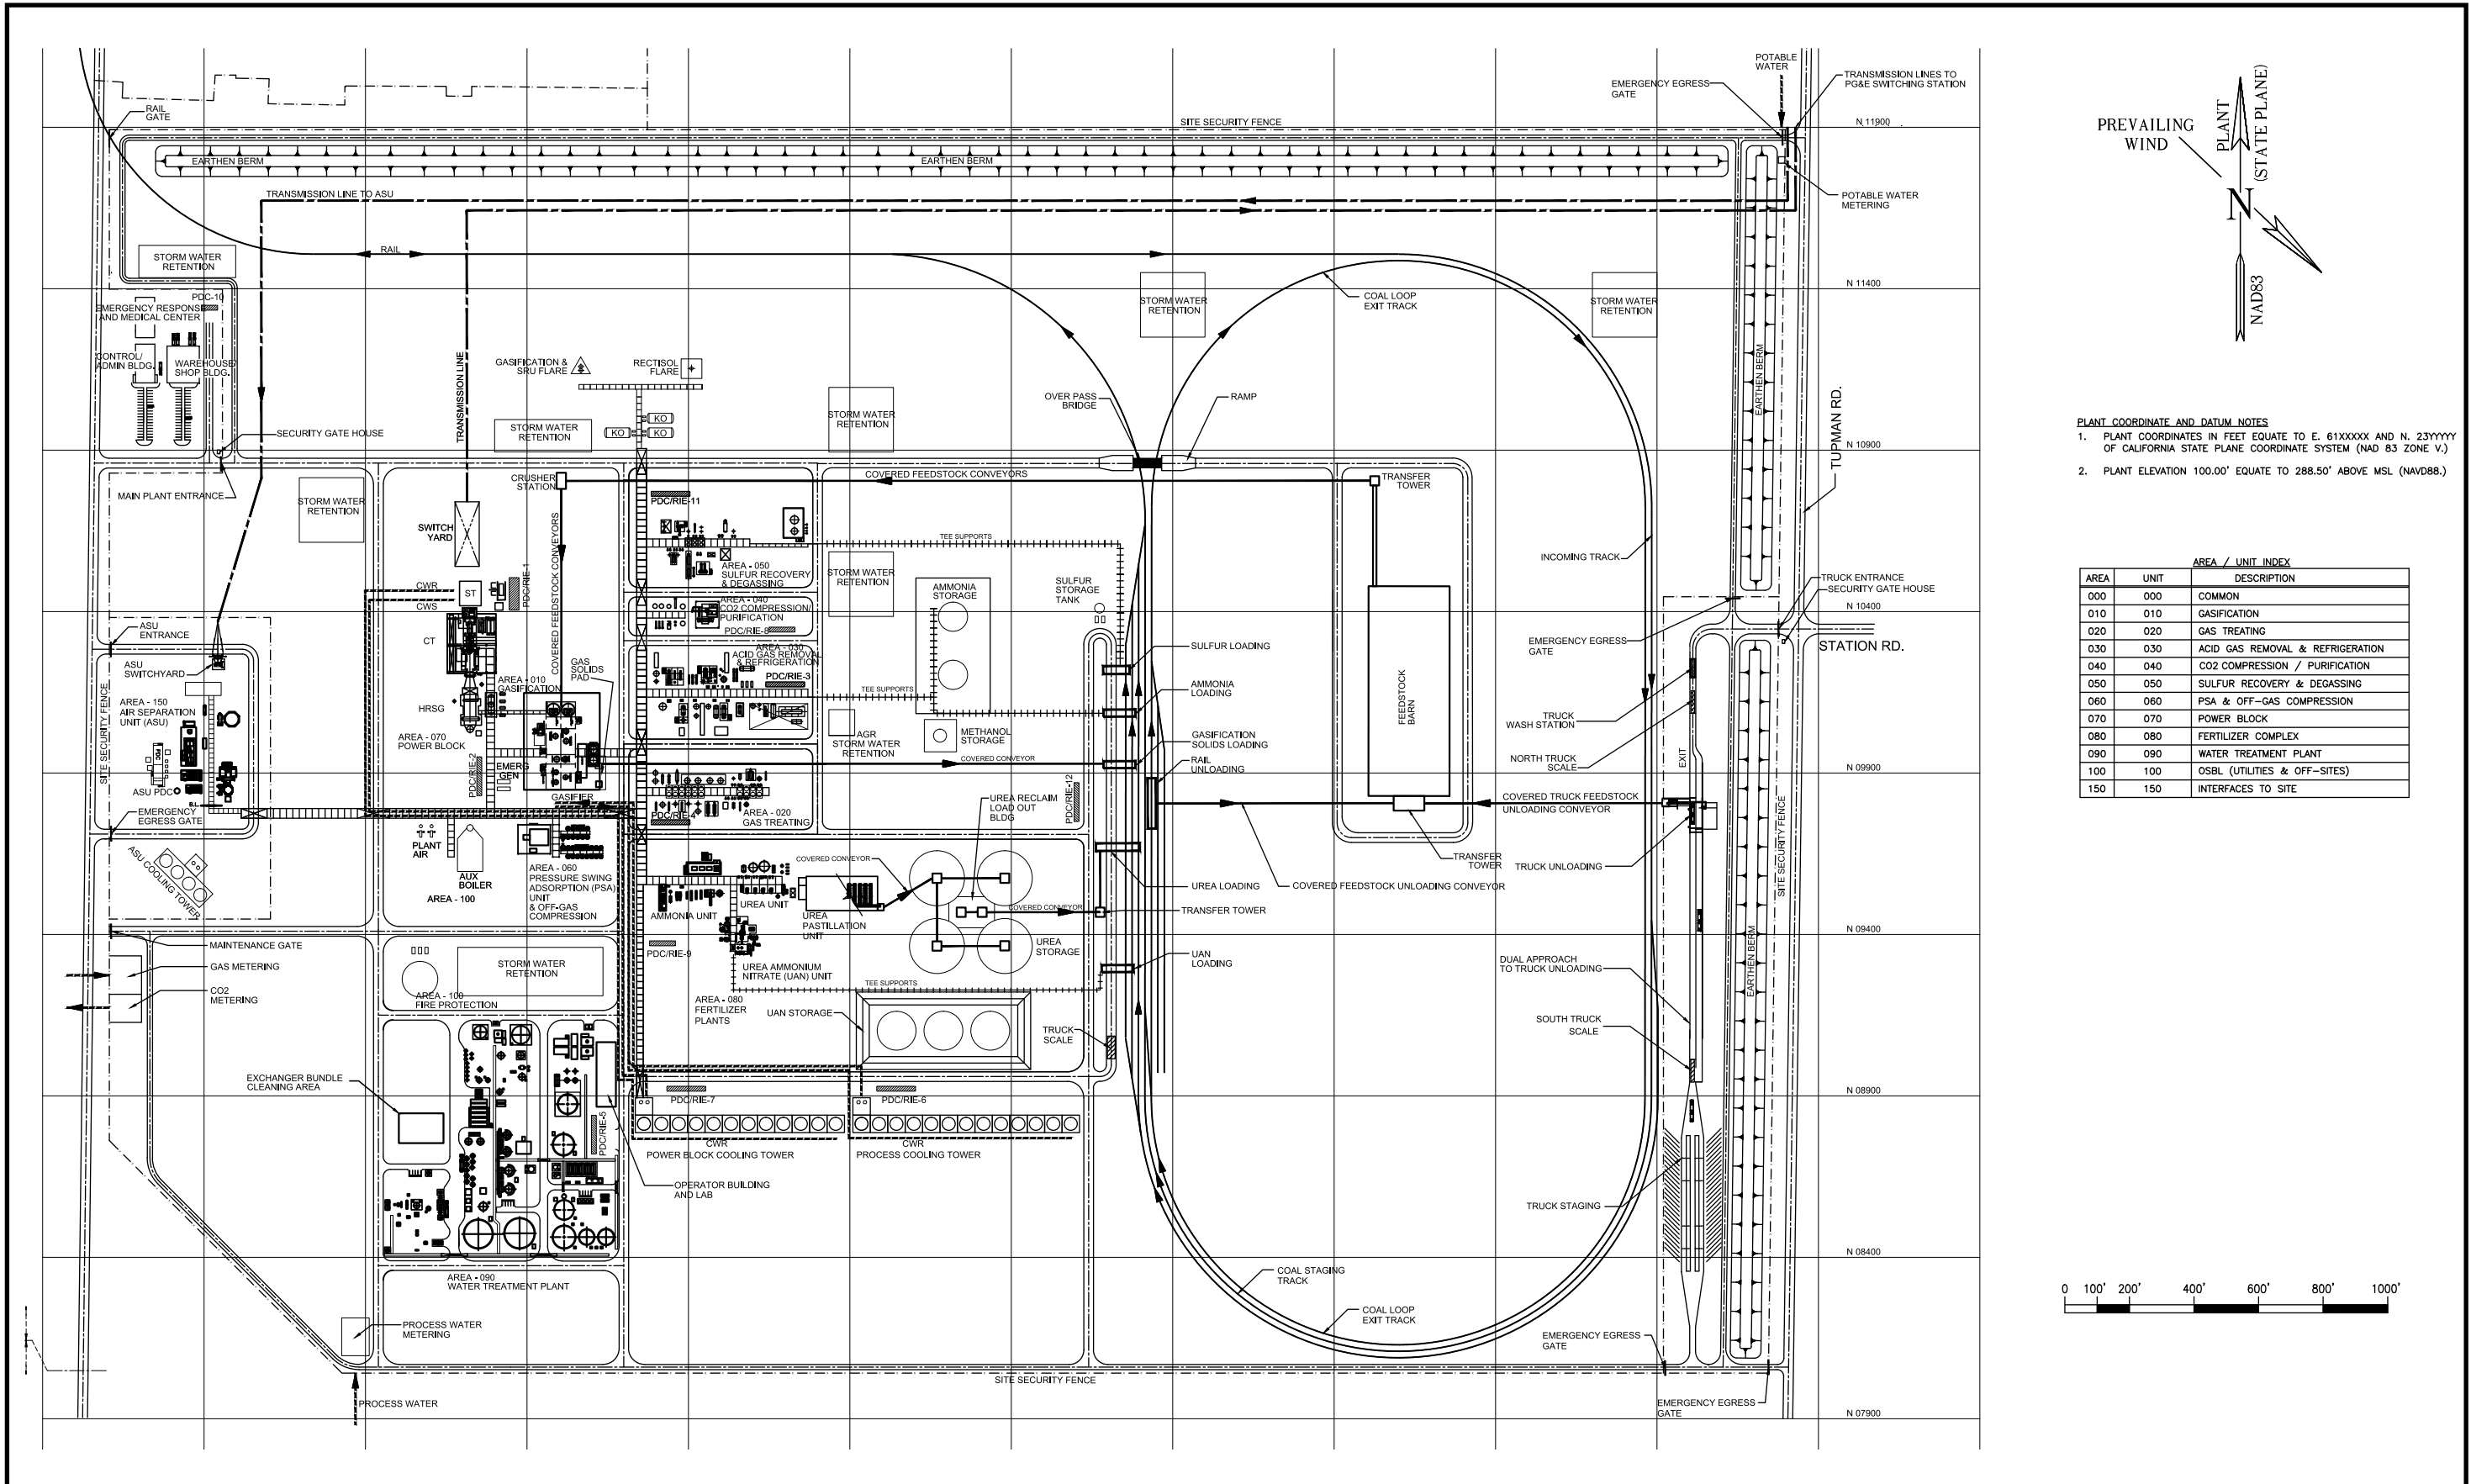 POTABLE
WATER
EMERGENCY EGRESS
GATE
TRANSMISSION LINES TO
PG&E SWITCHING STATION
RAIL
GATE
SITE SECURITY FENCE
N 11900
EARTHEN BERM
EARTHEN BERM
TRANSMISSION LINE TO ASU
POTABLE WATER
METERING
PREVAILING
WIND
PLANT
(STATE PLANE)
N
NAD83
RAIL
STORM WATER
RETENTION
PDC-10
EMERGENCY RESPONSE
AND MEDICAL CENTER
CONTROL/
ADMIN BLDG.
WAREHOUSE/
SHOP BLDG.
N 11400
STORM WATER
RETENTION
COAL LOOP
EXIT TRACK
STORM WATER
RETENTION
TRANSMISSION LINE
GASIFICATION &
SRU FLARE
RECTISOL
FLARE
KO
KO
KO
STORM WATER
RETENTION
STORM WATER
RETENTION
OVER PASS
BRIDGE
RAMP
EARTHEN BERM
TUPMAN RD.
SECURITY GATE HOUSE
MAIN PLANT ENTRANCE
N 10900
PLANT COORDINATE AND DATUM NOTES
1. PLANT COORDINATES IN FEET EQUATE TO E. 61XXXXX AND N. 23YYYYY
OF CALIFORNIA STATE PLANE COORDINATE SYSTEM (NAD 83 ZONE V.)
2. PLANT ELEVATION 100.00' EQUATE TO 288.50' ABOVE MSL (NAVD88.)
STORM WATER
RETENTION
SWITCH
YARD
CRUSHER
STATION
COVERED FEEDSTOCK CONVEYORS
COVERED FEEDSTOCK CONVEYORS
TRANSFER
TOWER
PDC/RIE-11
TEE SUPPORTS
INCOMING TRACK
AREA - 050
SULFUR RECOVERY
& DEGASSING
STORM WATER
RETENTION
AMMONIA
STORAGE
SULFUR
STORAGE
TANK
TRUCK ENTRANCE
SECURITY GATE HOUSE
N 10400
STATION RD.
EMERGENCY EGRESS
GATE
CWR
CWS
ST
PDC/RIE-1
CT
HRSG
AREA - 040
CO2 COMPRESSION/
PURIFICATION
PDC/RIE-8
ASU
ENTRANCE
ASU
SWITCHYARD
AREA - 150
AIR SEPARATION
UNIT (ASU)
PDC
ASU PDC
B.L.
SITE SECURITY FENCE
EMERGENCY
EGRESS GATE
ASU COOLING TOWER
GAS
SOLIDS
PAD
AREA - 010
GASIFICATION
AREA - 030
ACID GAS REMOVAL
& REFRIGERATION
PDC/RIE-3
TEE SUPPORTS
AREA - 070
POWER BLOCK
PDC/RIE-2
EMERG
GEN
GASIFIER
AGR
STORM WATER
RETENTION
METHANOL
STORAGE
COVERED CONVEYOR
SULFUR LOADING
AMMONIA
LOADING
GASIFICATION
SOLIDS LOADING
RAIL
UNLOADING
FEEDSTOCK
BARN
TRUCK
WASH STATION
NORTH TRUCK
SCALE
EXIT
N 09900
COVERED TRUCK FEEDSTOCK
UNLOADING CONVEYOR
TRUCK UNLOADING
SITE SECURITY FENCE
AREA / UNIT INDEX
AREA UNIT DESCRIPTION
000 000 COMMON
010 010 GASIFICATION
020 020 GAS TREATING
030 030 ACID GAS REMOVAL & REFRIGERATION
040 040 CO2 COMPRESSION / PURIFICATION
050 050 SULFUR RECOVERY & DEGASSING
060 060 PSA & OFF-GAS COMPRESSION
070 070 POWER BLOCK
080 080 FERTILIZER COMPLEX
090 090 WATER TREATMENT PLANT
100 100 OSBL (UTILITIES & OFF-SITES)
150 150 INTERFACES TO SITE
PDC/RIE-4
AREA - 020
GAS TREATING
UREA RECLAIM
LOAD OUT
BLDG
PDC/RIE-12
TRANSFER
TOWER
PLANT
AIR
AUX
BOILER
AREA - 100
AREA - 060
PRESSURE SWING
ADSORPTION (PSA)
UNIT
& OFF-GAS
COMPRESSION
COVERED CONVEYOR
AMMONIA UNIT
UREA UNIT
UREA
PASTILLATION
UNIT
COVERED CONVEYOR
UREA LOADING
COVERED FEEDSTOCK UNLOADING CONVEYOR
TRANSFER TOWER
N 09400
MAINTENANCE GATE
GAS METERING
CO2
METERING
STORM WATER
RETENTION
AREA - 100
FIRE PROTECTION
PDC/RIE-9
UREA AMMONIUM
NITRATE (UAN) UNIT
UREA
STORAGE
UAN
LOADING
DUAL APPROACH
TO TRUCK UNLOADING
EARTHEN BERM
TEE SUPPORTS
AREA - 080
FERTILIZER
PLANTS
UAN STORAGE
TRUCK
SCALE
SOUTH TRUCK
SCALE
EXCHANGER BUNDLE
CLEANING AREA
PDC/RIE-5
PDC/RIE-7
PDC/RIE-6
N 08900
CWR
POWER BLOCK COOLING TOWER
CWR
PROCESS COOLING TOWER
OPERATOR BUILDING
AND LAB
TRUCK STAGING
N 08400
AREA - 090
WATER TREATMENT PLANT
COAL STAGING
TRACK
COAL LOOP
EXIT TRACK
0 100' 200' 400' 600' 800' 1000'
PROCESS WATER
METERING
EMERGENCY EGRESS
GATE
SITE SECURITY FENCE
PROCESS WATER
EMERGENCY EGRESS
GATE
N 07900